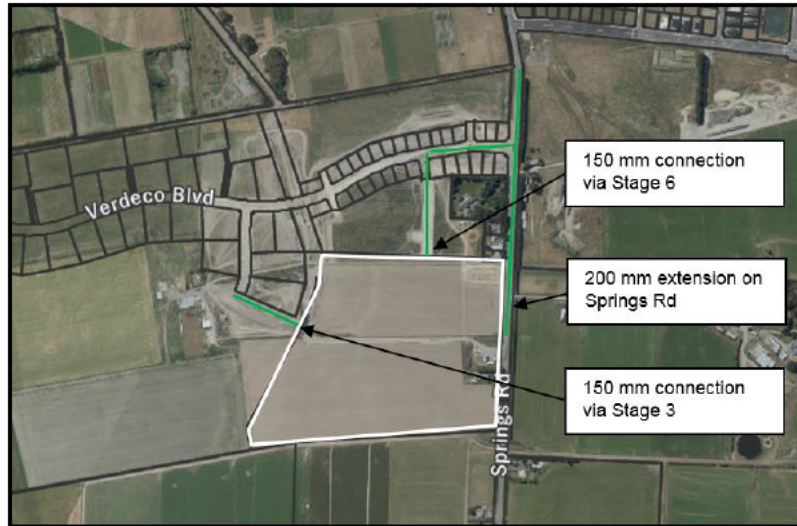 150 mm connection
via Stage 6
Verdeco Blvd
200 mm extension on
Springs Rd
150 mm connection
via Stage 3
Springs Rd